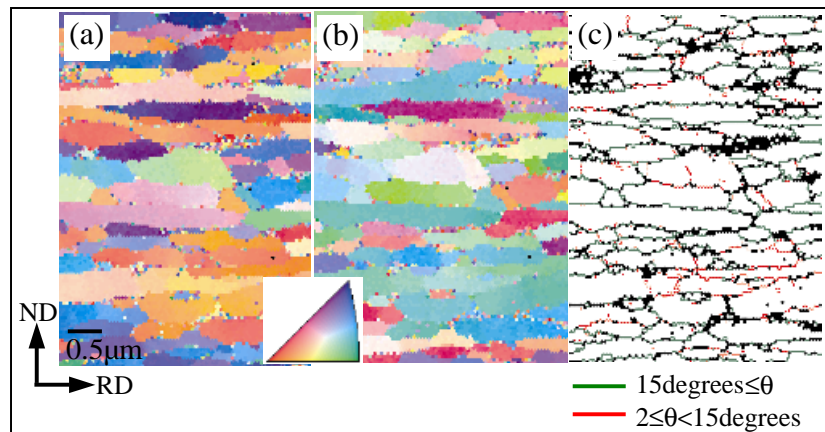 (a)
(b)
(c)
ND
0.5μm
RD
15degrees≤θ
2≤θ<15degrees